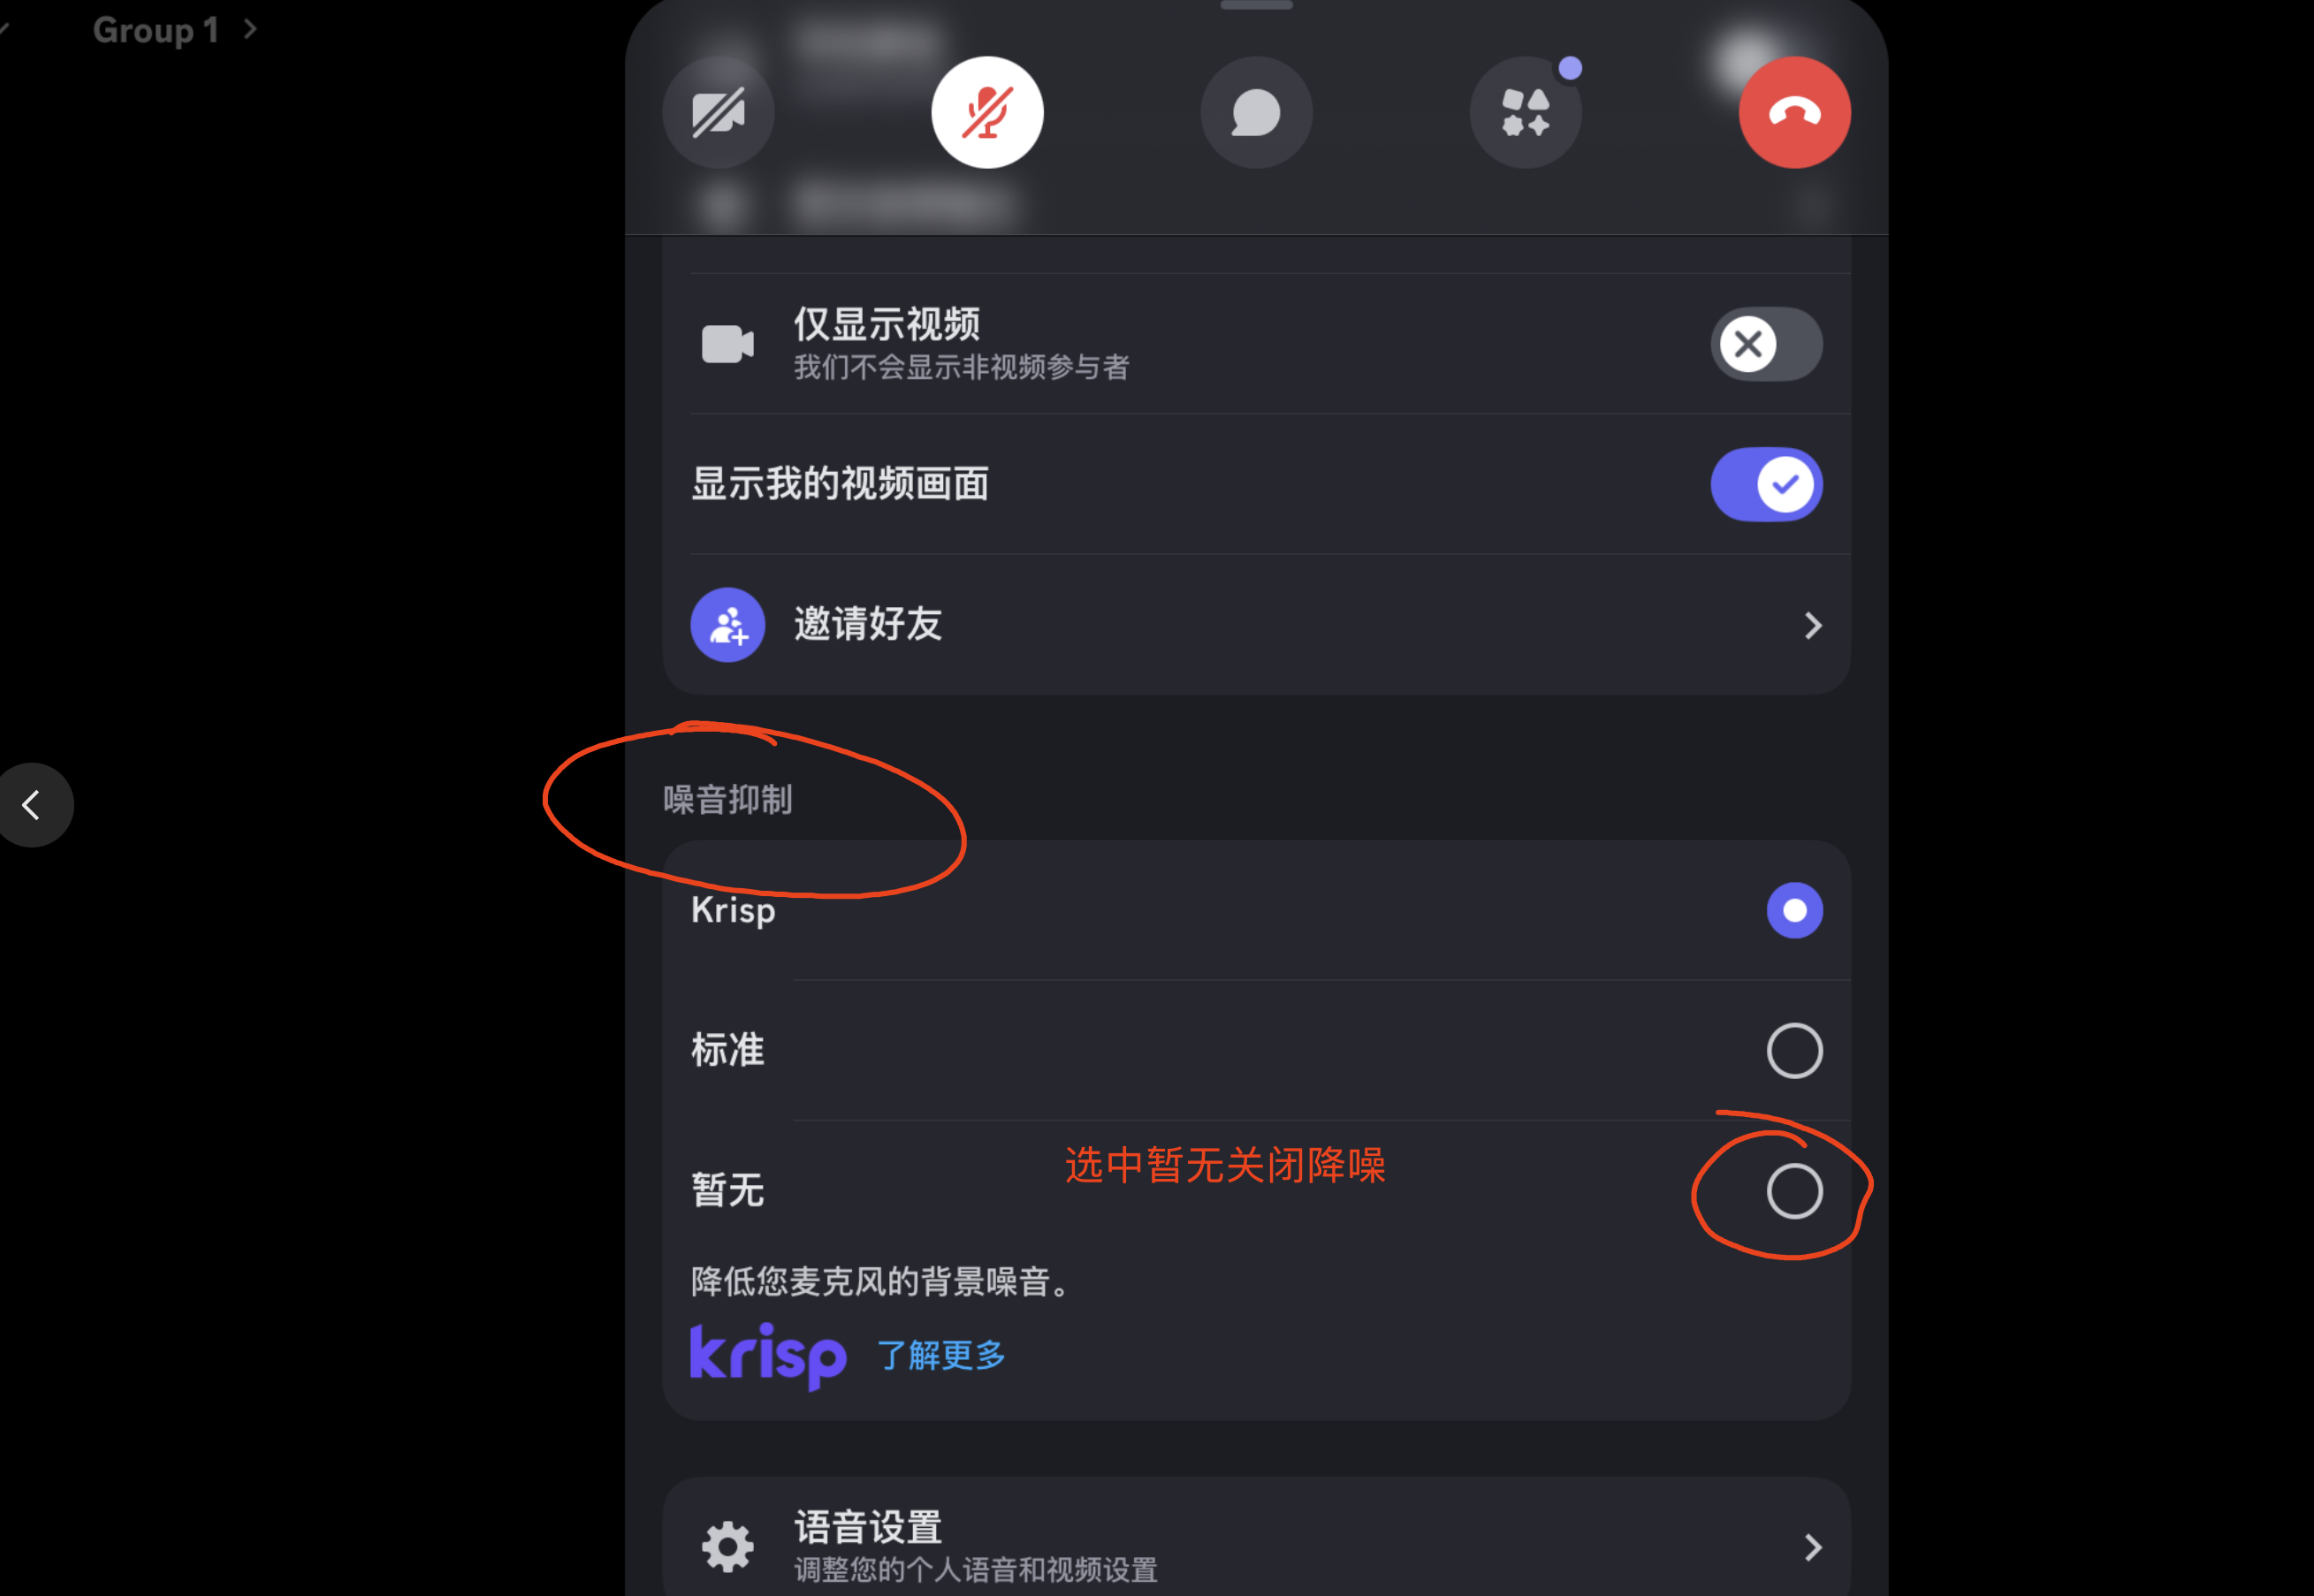 Group 1
仅显示视频
我们不会显示非视频参与者
显示我的视频画面
邀请好友
噪音抑制
Krisp
标准
选中暂无关闭降噪
暂无
降低您麦克风的背景噪音。
krisp 了解更多
语音设置
调整您的个人语音和视频设置